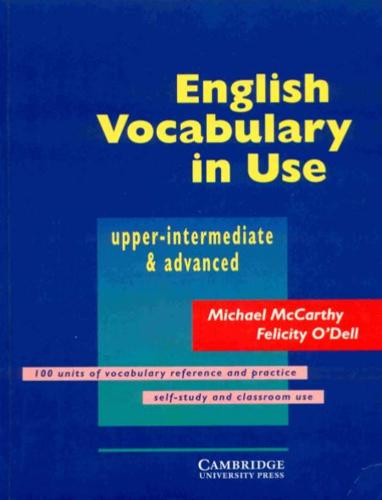 English
Vocabulary
in Use
upper-intermediate
& advanced
Michael McCarthy
Felicity O'Dell
100 units of vocabulary reference and practice
self-study and classroom use
CAMBRIDGE
UNIVERSITY PRESS